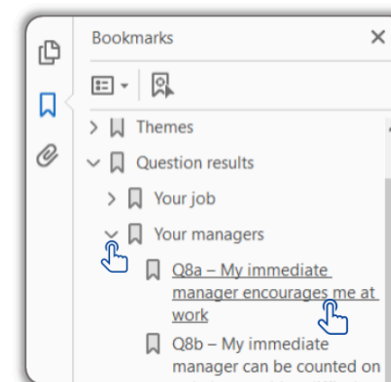 Bookmarks
Themes
Question results
Your job
Your managers
Q8a – My immediate
manager encourages me at
work
Q8b – My immediate
manager can be counted on